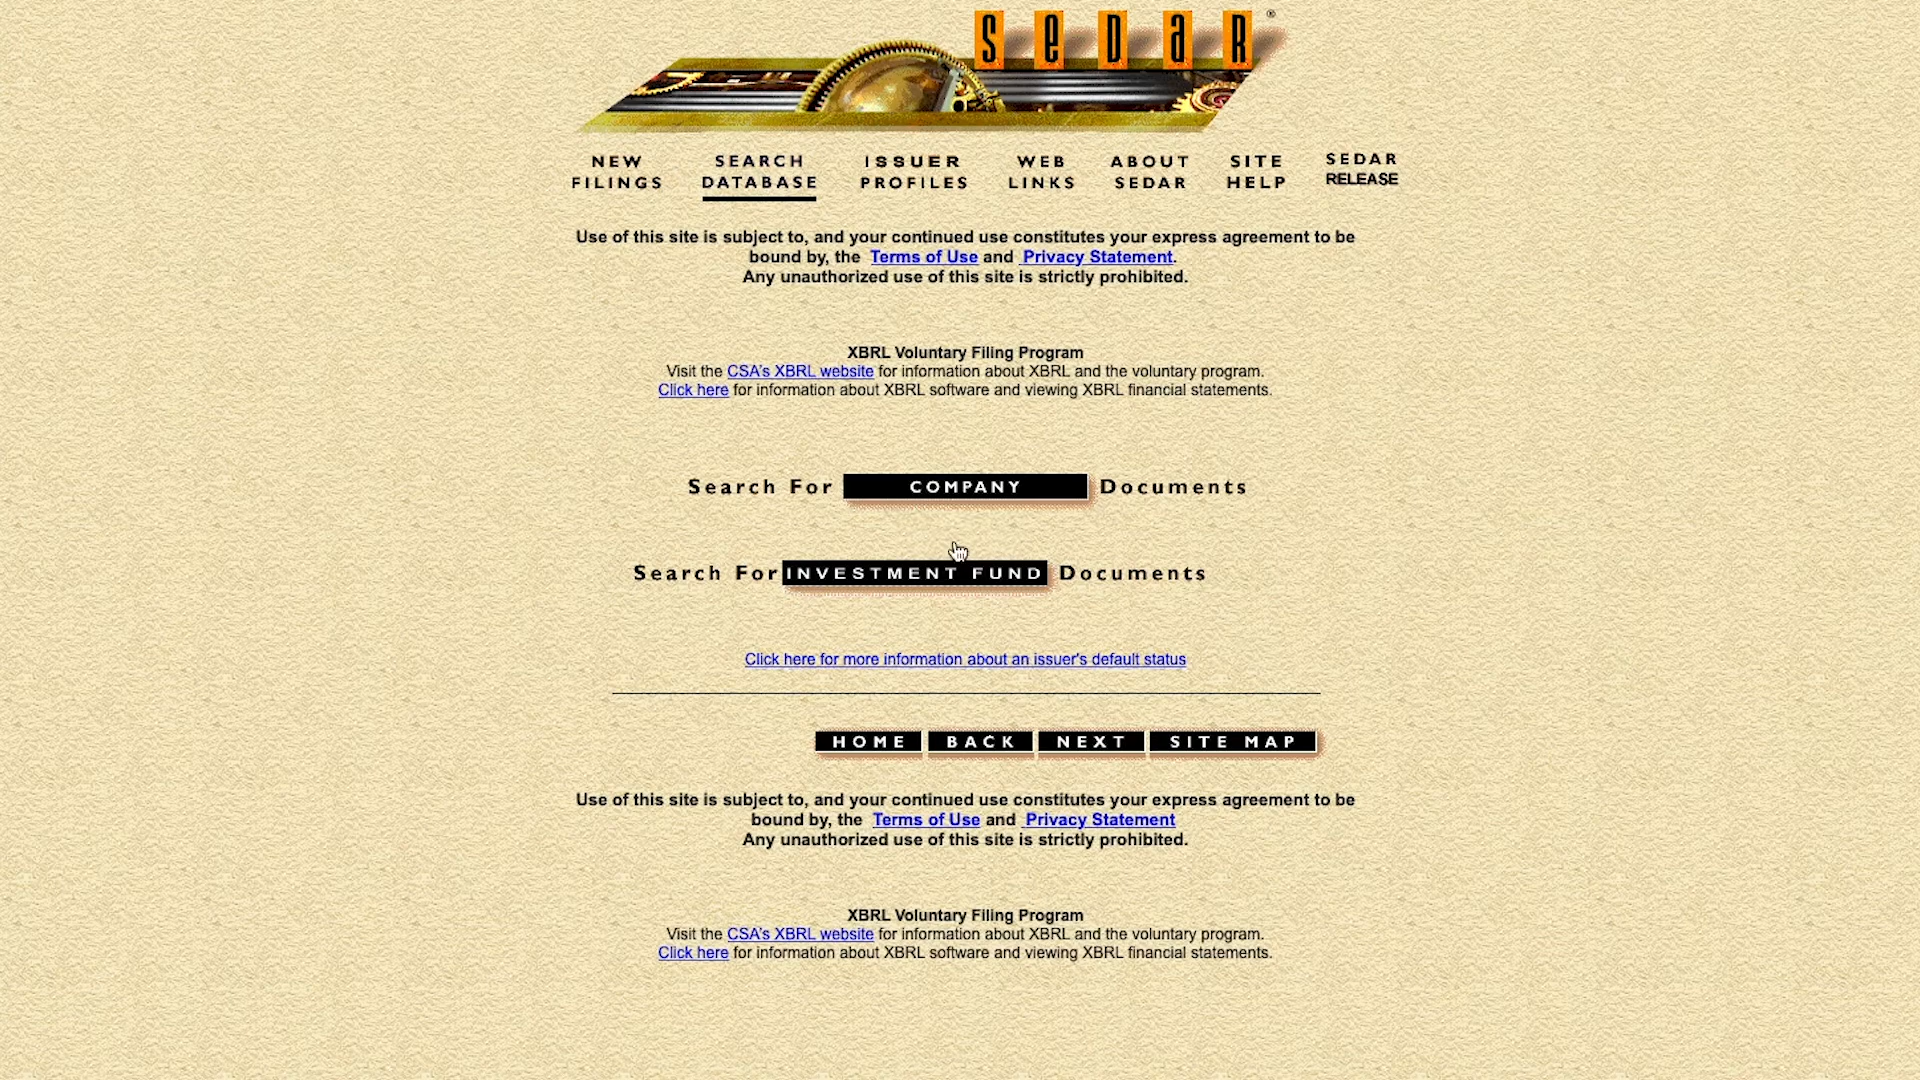 SEDAR ®
NEW FILINGS
SEARCH DATABASE
ISSUER PROFILES
WEB LINKS
ABOUT SEDAR
SITE HELP
SEDAR RELEASE
Use of this site is subject to, and your continued use constitutes your express agreement to be
bound by, the Terms of Use and Privacy Statement.
Any unauthorized use of this site is strictly prohibited.
XBRL Voluntary Filing Program
Visit the CSA's XBRL website for information about XBRL and the voluntary program.
Click here for information about XBRL software and viewing XBRL financial statements.
Search For COMPANY Documents
Search For INVESTMENT FUND Documents
Click here for more information about an issuer's default status
HOME BACK NEXT SITE MAP
Use of this site is subject to, and your continued use constitutes your express agreement to be
bound by, the Terms of Use and Privacy Statement
Any unauthorized use of this site is strictly prohibited.
XBRL Voluntary Filing Program
Visit the CSA's XBRL website for information about XBRL and the voluntary program.
Click here for information about XBRL software and viewing XBRL financial statements.